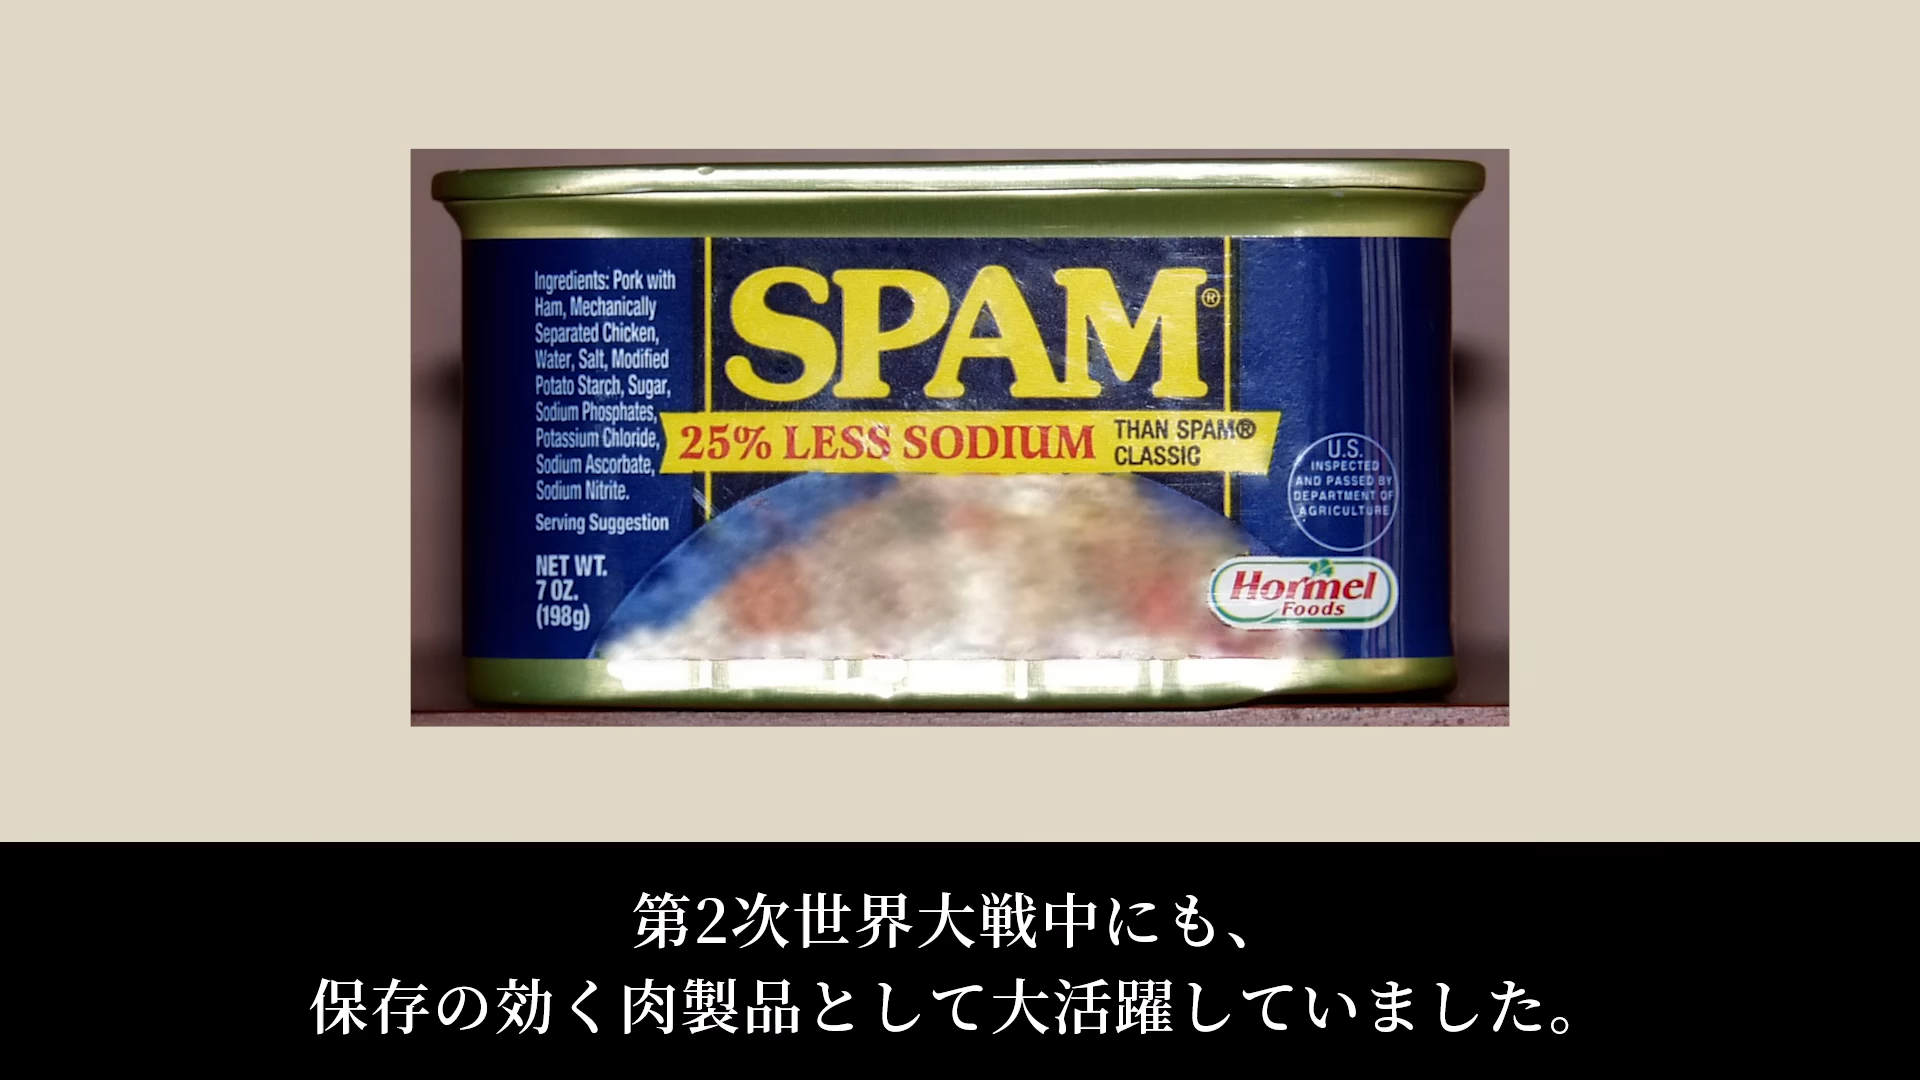 Ingredients: Pork with
Ham, Mechanically
Separated Chicken,
Water, Salt, Modified
Potato Starch, Sugar,
Sodium Phosphates,
Potassium Chloride,
Sodium Ascorbate,
Sodium Nitrite.
Serving Suggestion
NET WT.
7 OZ.
(198g)
SPAM®
25% LESS SODIUM
THAN SPAM®
CLASSIC
U.S.
INSPECTED
AND PASSED BY
DEPARTMENT OF
AGRICULTURE
Hormel
Foods
第2次世界大戦中にも、
保存の効く肉製品として大活躍していました。